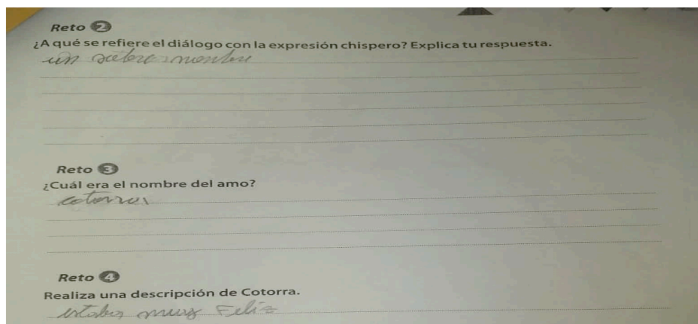 Reto 2
¿A qué se refiere el diálogo con la expresión chispero? Explica tu respuesta.
un sobre nombre
Reto 3
¿Cuál era el nombre del amo?
cotorra
Reto 4
Realiza una descripción de Cotorra.
muy Feliz